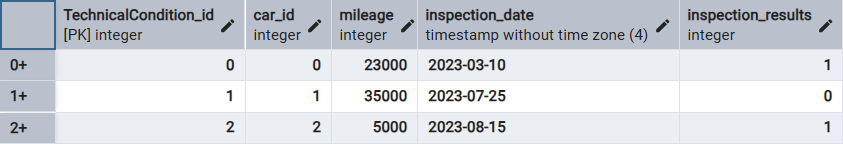 TechnicalCondition_id car_id mileage inspection_date inspection_results
[PK] integer integer integer timestamp without time zone (4) integer
0+ 0 0 23000 2023-03-10 1
1+ 1 1 35000 2023-07-25 0
2+ 2 2 5000 2023-08-15 1